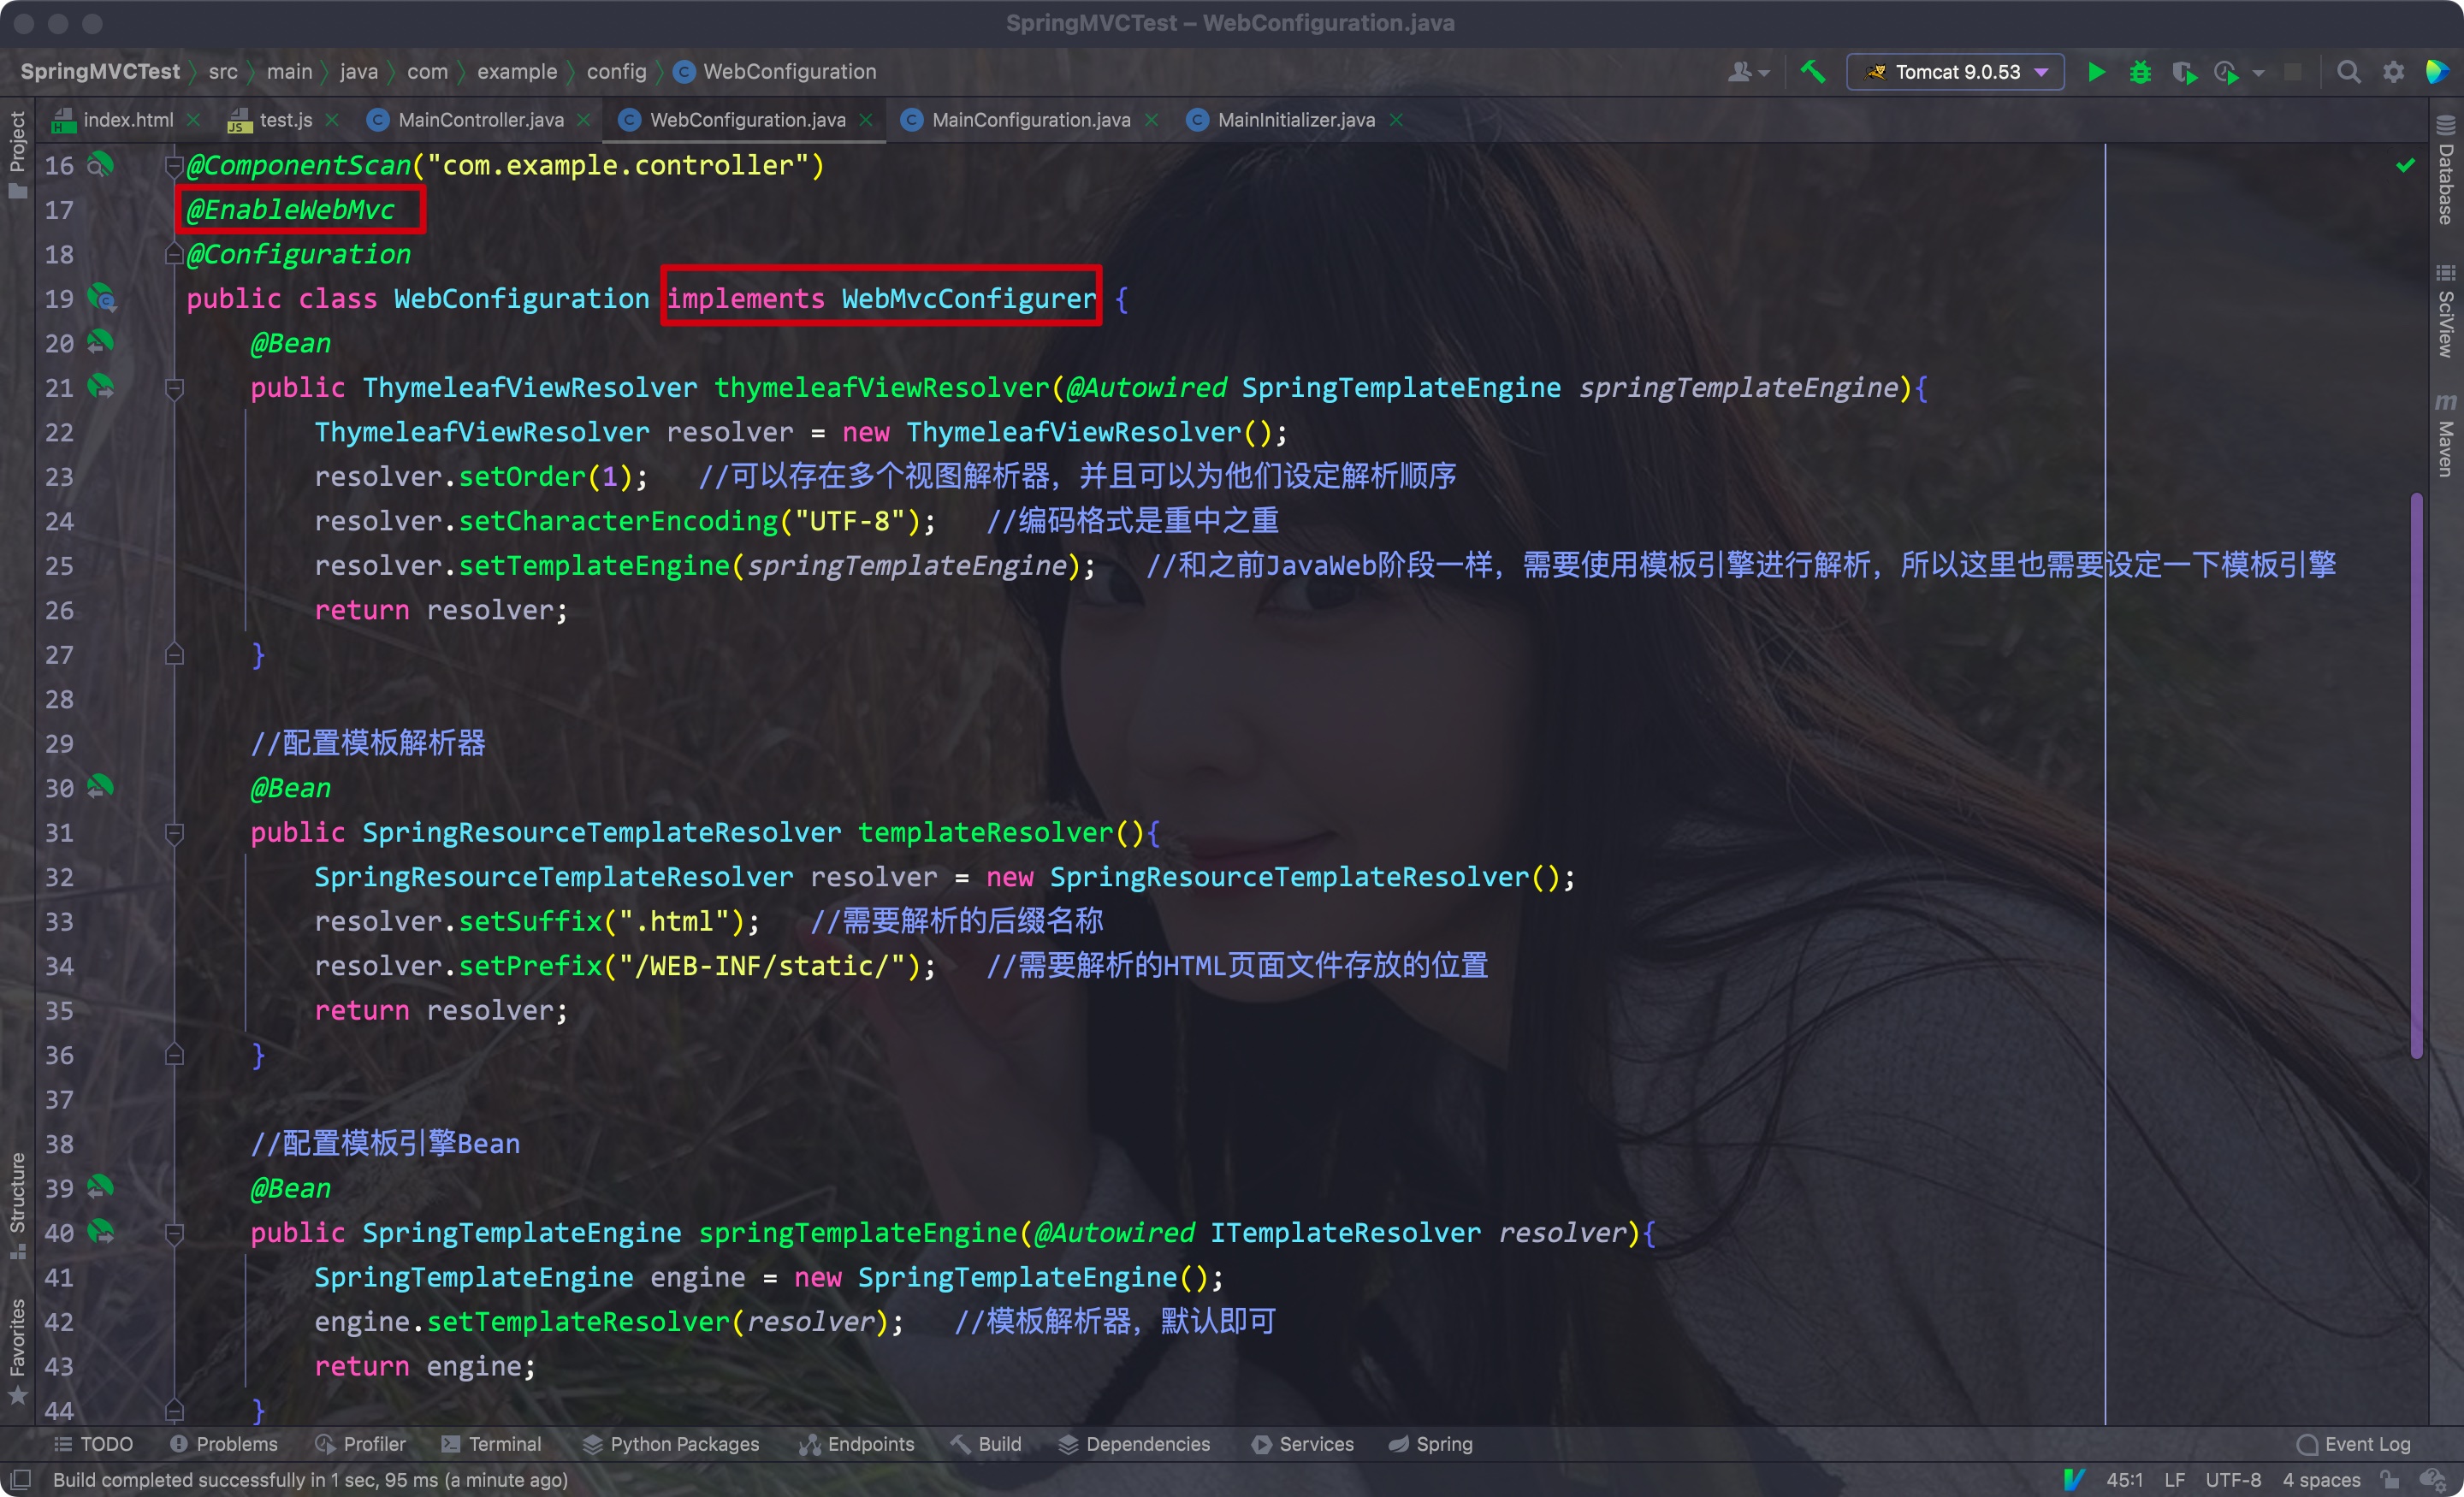 SpringMVCTest – WebConfiguration.java
SpringMVCTest src main java com example config WebConfiguration
Tomcat 9.0.53
index.html test.js MainController.java WebConfiguration.java MainConfiguration.java MainInitializer.java
Project
Structure
Favorites
16 @ComponentScan("com.example.controller")
17 @EnableWebMvc
18 @Configuration
19 public class WebConfiguration implements WebMvcConfigurer {
20 @Bean
21 public ThymeleafViewResolver thymeleafViewResolver(@Autowired SpringTemplateEngine springTemplateEngine){
22 ThymeleafViewResolver resolver = new ThymeleafViewResolver();
23 resolver.setOrder(1); //可以存在多个视图解析器，并且可以为他们设定解析顺序
24 resolver.setCharacterEncoding("UTF-8"); //编码格式是重中之重
25 resolver.setTemplateEngine(springTemplateEngine); //和之前JavaWeb阶段一样，需要使用模板引擎进行解析，所以这里也需要设定一下模板引擎
26 return resolver;
27 }
28
29 //配置模板解析器
30 @Bean
31 public SpringResourceTemplateResolver templateResolver(){
32 SpringResourceTemplateResolver resolver = new SpringResourceTemplateResolver();
33 resolver.setSuffix(".html"); //需要解析的后缀名称
34 resolver.setPrefix("/WEB-INF/static/"); //需要解析的HTML页面文件存放的位置
35 return resolver;
36 }
37
38 //配置模板引擎Bean
39 @Bean
40 public SpringTemplateEngine springTemplateEngine(@Autowired ITemplateResolver resolver){
41 SpringTemplateEngine engine = new SpringTemplateEngine();
42 engine.setTemplateResolver(resolver); //模板解析器，默认即可
43 return engine;
44 }
Database
SciView
Maven
TODO Problems Profiler Terminal Python Packages Endpoints Build Dependencies Services Spring Event Log
Build completed successfully in 1 sec, 95 ms (a minute ago) 45:1 LF UTF-8 4 spaces